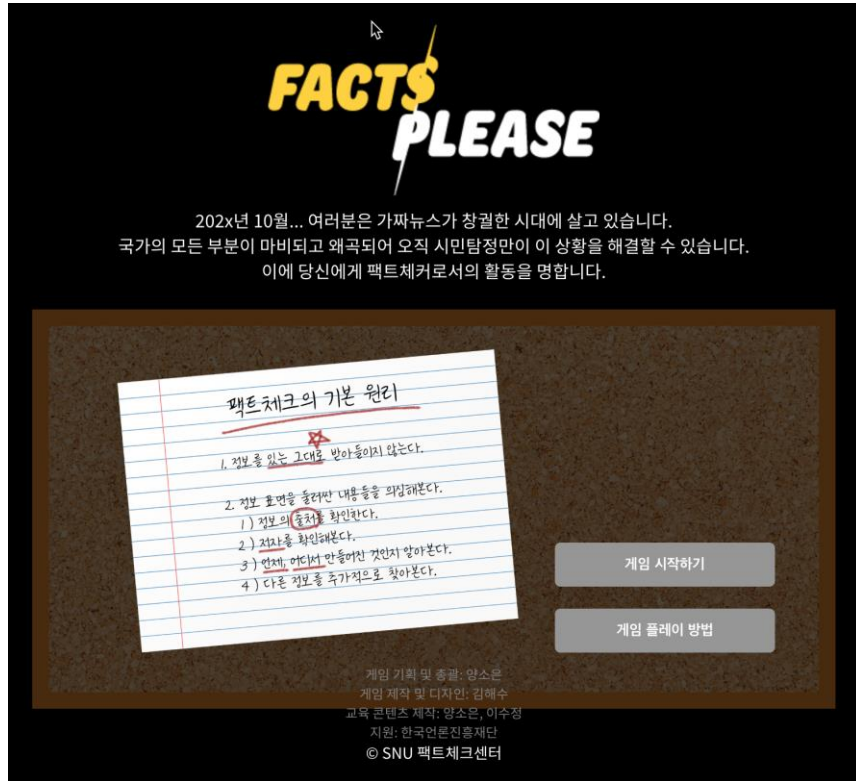 FACTS
PLEASE
202x년 10월... 여러분은 가짜뉴스가 창궐한 시대에 살고 있습니다.
국가의 모든 부분이 마비되고 왜곡되어 오직 시민탐정만이 이 상황을 해결할 수 있습니다.
이에 당신에게 팩트체커로서의 활동을 명합니다.
팩트체크의 기본 원리
1. 정보를 있는 그대로 받아들이지 않는다.
2. 정보 표면을 둘러싼 내용들을 의심해본다.
1) 정보의 출처를 확인한다.
2) 저자를 확인해본다.
3) 언제, 어디서 만들어진 것인지 알아본다.
4) 다른 정보를 추가적으로 찾아본다.
게임 시작하기
게임 플레이 방법
게임 기획 및 총괄: 양소은
게임 제작 및 디자인: 김해수
교육 콘텐츠 제작: 양소은, 이수정
지원: 한국언론진흥재단
© SNU 팩트체크센터